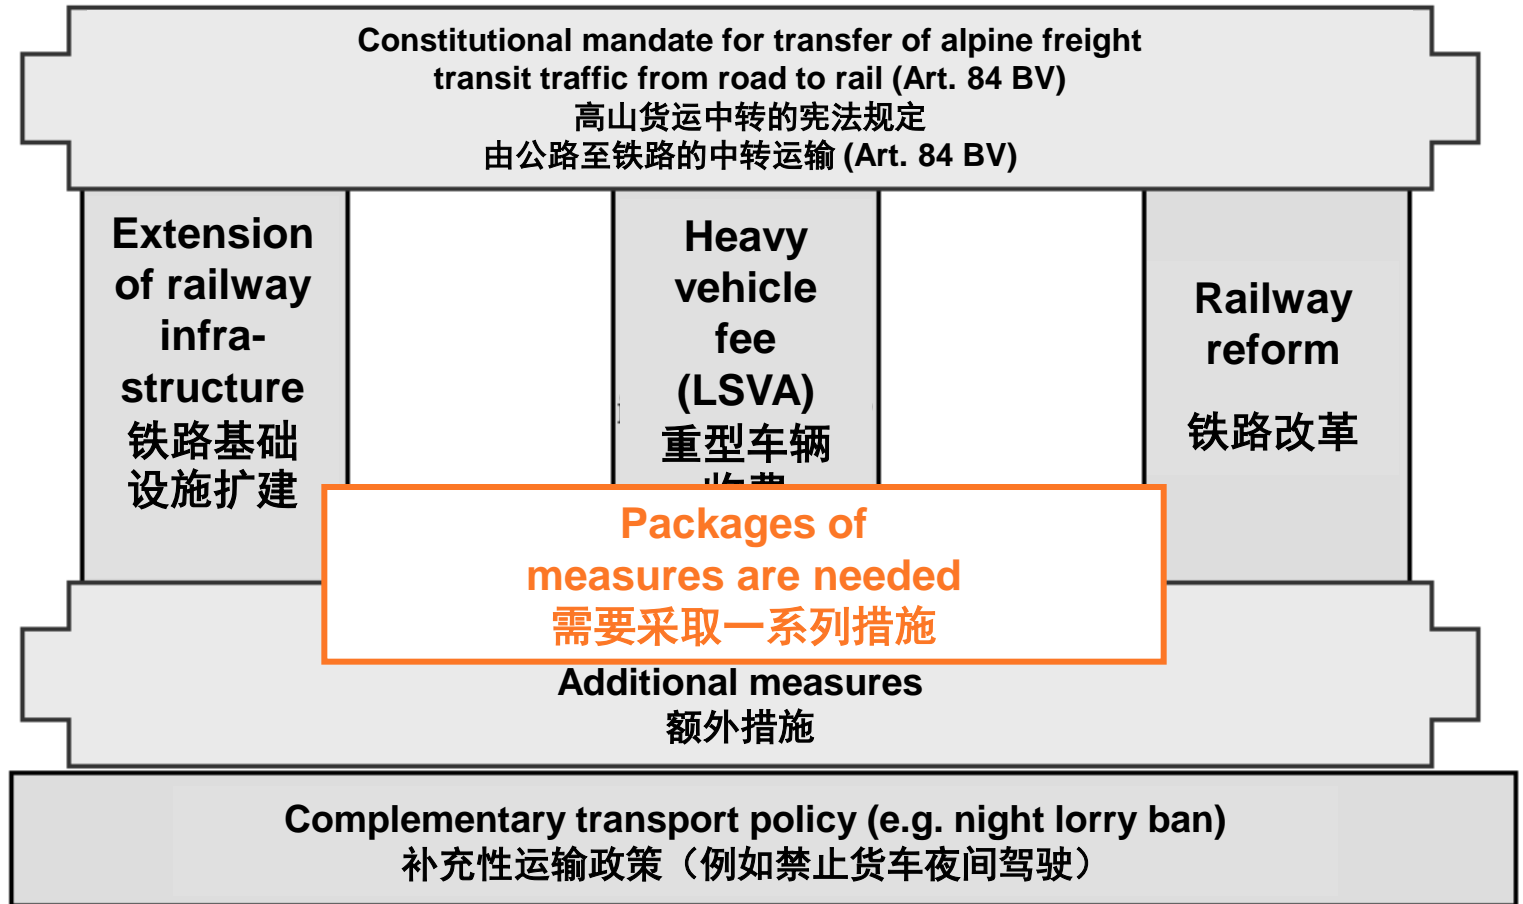 Constitutional mandate for transfer of alpine freight
transit traffic from road to rail (Art. 84 BV)
高山货运中转的宪法规定
由公路至铁路的中转运输 (Art. 84 BV)
Extension
of railway
infra-
structure
铁路基础
设施扩建
Heavy
vehicle
fee
(LSVA)
重型车辆
收费
Railway
reform
铁路改革
Packages of
measures are needed
需要采取一系列措施
Additional measures
额外措施
Complementary transport policy (e.g. night lorry ban)
补充性运输政策（例如禁止货车夜间驾驶）